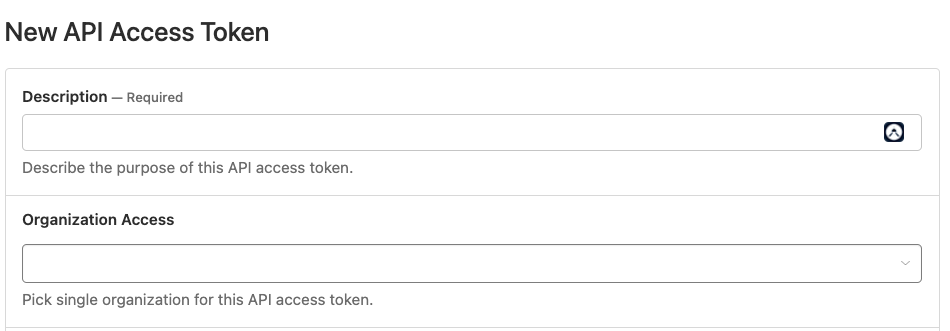 New API Access Token
Description — Required
Describe the purpose of this API access token.
Organization Access
Pick single organization for this API access token.